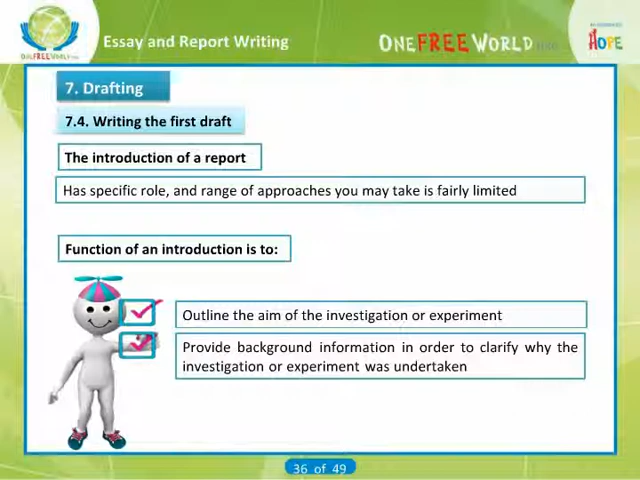 Essay and Report Writing
ONEFREEWORLD
HOPE
7. Drafting
7.4. Writing the first draft
The introduction of a report
Has specific role, and range of approaches you may take is fairly limited
Function of an introduction is to:
Outline the aim of the investigation or experiment
Provide background information in order to clarify why the
investigation or experiment was undertaken
36 of 49